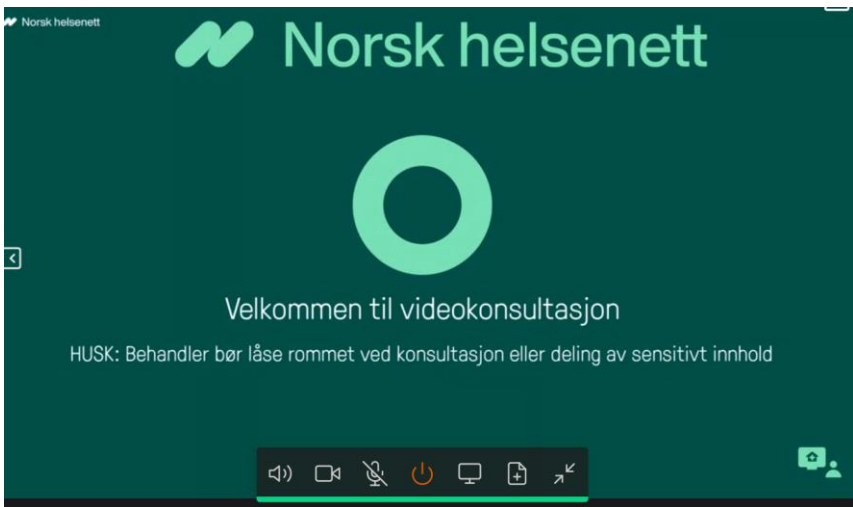 Norsk helsenett
Norsk helsenett
Velkommen til videokonsultasjon
HUSK: Behandler bør låse rommet ved konsultasjon eller deling av sensitivt innhold